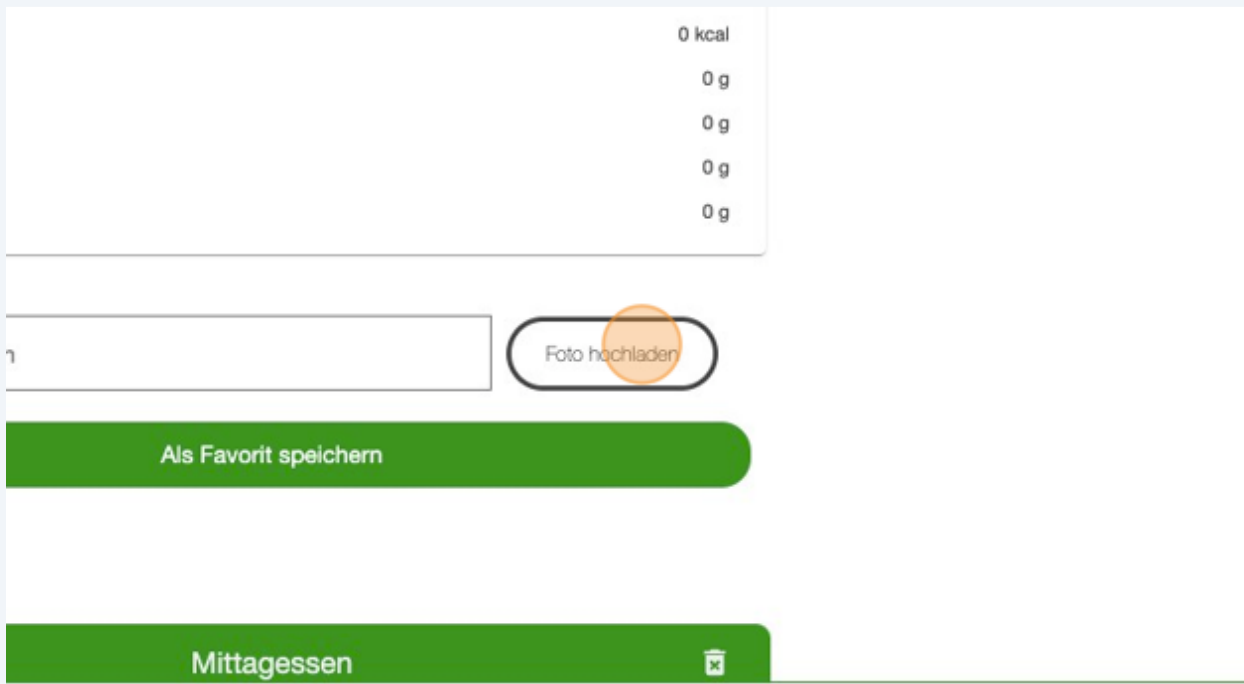 0 kcal
0 g
0 g
0 g
0 g
n
Foto hochladen
Als Favorit speichern
Mittagessen